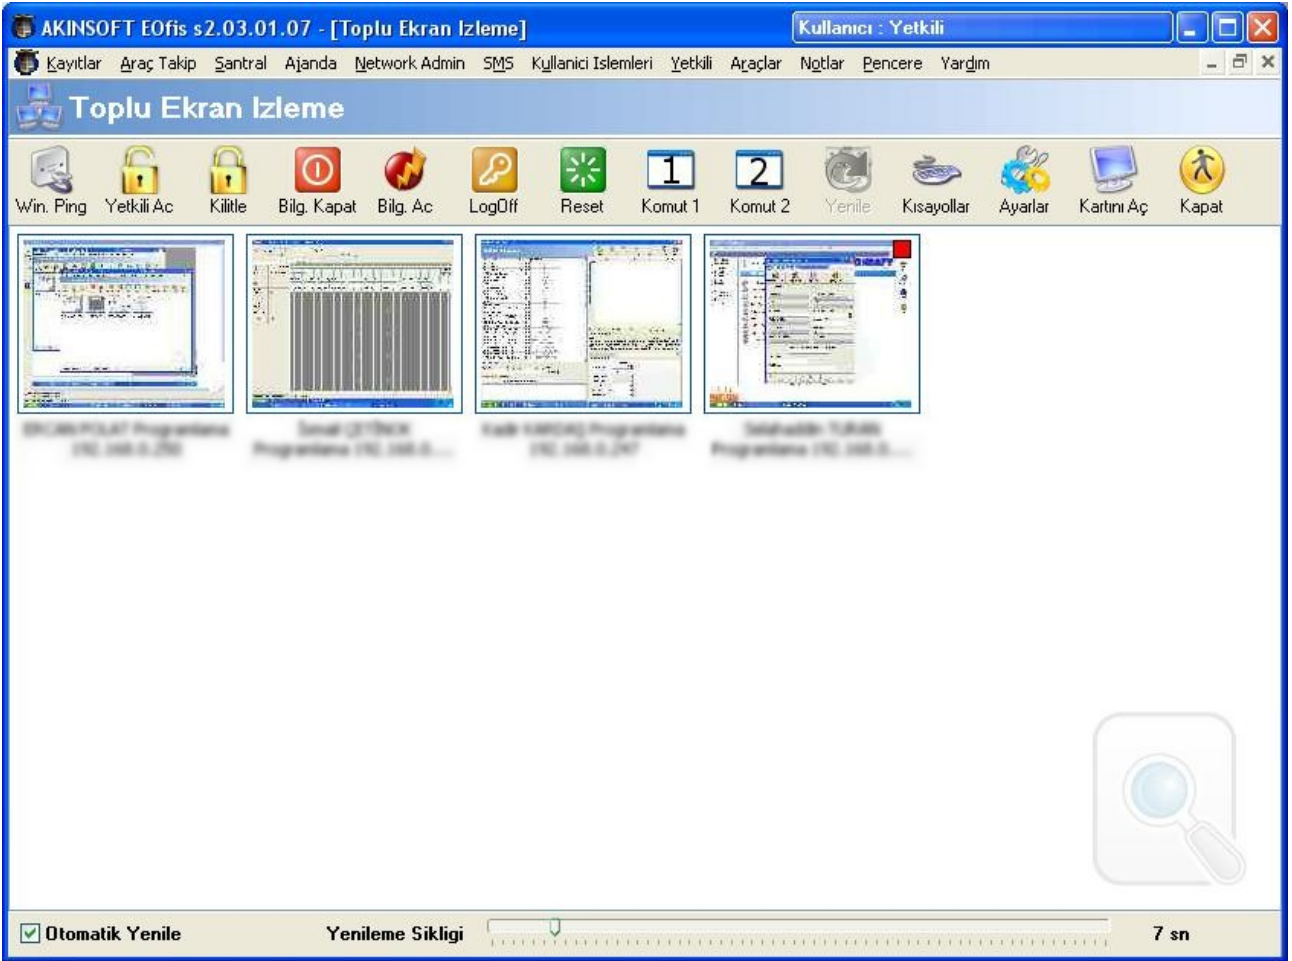 AKINSOFT EOfis s2.03.01.07 - [Toplu Ekran Izleme] Kullanıcı : Yetkili
Kayıtlar Araç Takip Santral Ajanda Network Admin SMS Kullanici Islemleri Yetkili Araçlar Notlar Pencere Yardım
Toplu Ekran Izleme
1 2
Win. Ping Yetkili Ac Kilitle Bilg. Kapat Bilg. Ac LogOff Reset Komut 1 Komut 2 Yenile Kısayollar Ayarlar Kartını Aç Kapat
Otomatik Yenile Yenileme Sikligi 7 sn